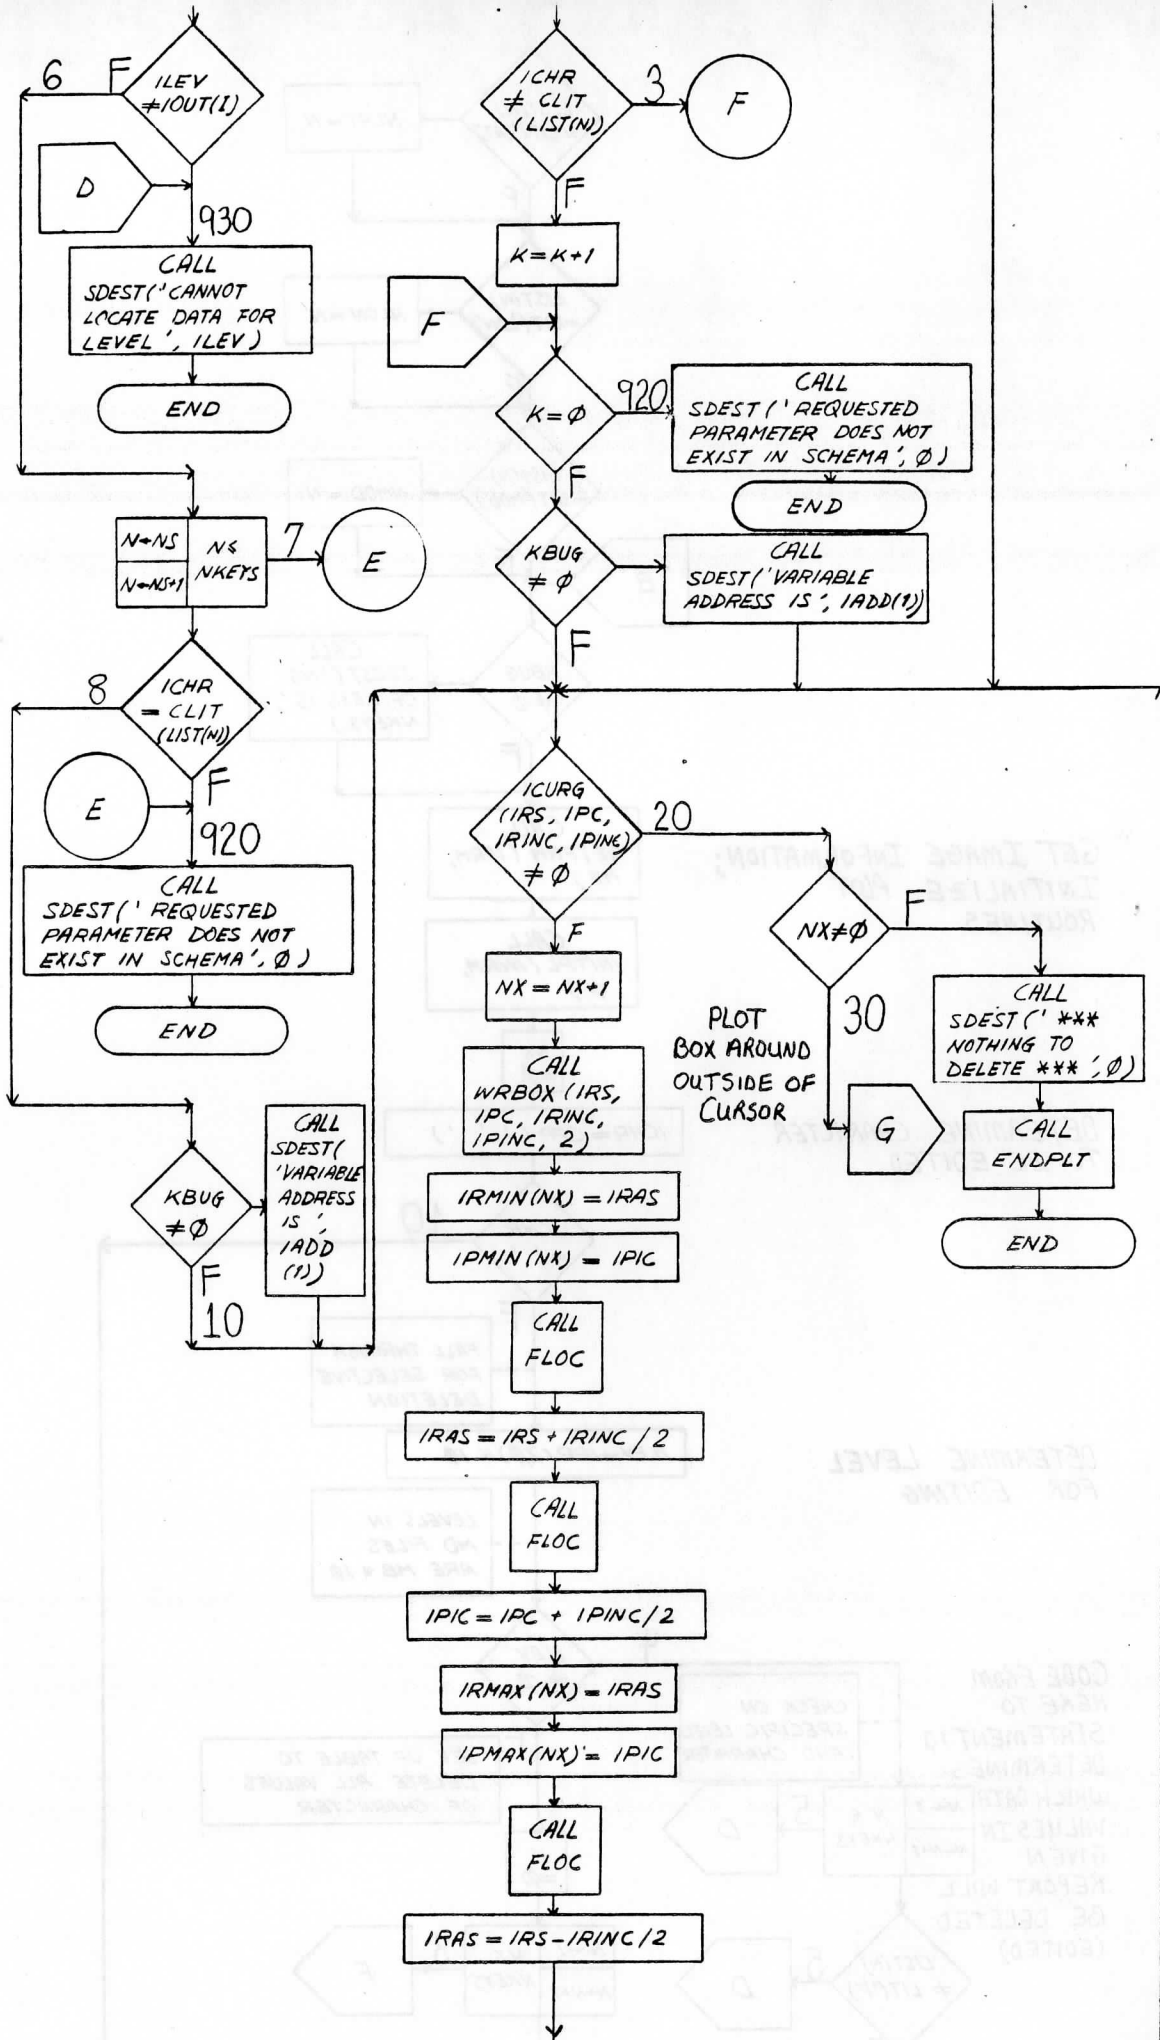 6
F
ILEV
≠IOUT(I)
D
930
CALL
SDEST('CANNOT
LOCATE DATA FOR
LEVEL', ILEV)
END
N←NS
N←NS+1
N≤
NKEYS
7
E
8
ICHR
= CLIT
(LIST(N))
F
E
920
CALL
SDEST(' REQUESTED
PARAMETER DOES NOT
EXIST IN SCHEMA', Ø)
END
KBUG
≠ Ø
F
10
CALL
SDEST(
'VARIABLE
ADDRESS
IS ',
IADD
(1))
ICHR
≠ CLIT
(LIST(N))
3
F
F
K=K+1
F
K=Ø
920
CALL
SDEST(' REQUESTED
PARAMETER DOES NOT
EXIST IN SCHEMA', Ø)
END
F
KBUG
≠ Ø
CALL
SDEST('VARIABLE
ADDRESS IS', IADD(1))
F
ICURG
(IRS, IPC,
IRINC, IPINC)
≠ Ø
20
F
NX = NX+1
CALL
WRBOX (IRS,
IPC, IRINC,
IPINC, 2)
IRMIN(NX) = IRAS
IPMIN(NX) = IPIC
CALL
FLOC
IRAS = IRS + IRINC / 2
CALL
FLOC
IPIC = IPC + IPINC/2
IRMAX(NX) = IRAS
IPMAX(NX) = IPIC
CALL
FLOC
IRAS = IRS-IRINC/2
NX≠Ø
F
30
PLOT
BOX AROUND
OUTSIDE OF
CURSOR
G
CALL
SDEST(' ***
NOTHING TO
DELETE *** ', Ø)
CALL
ENDPLT
END